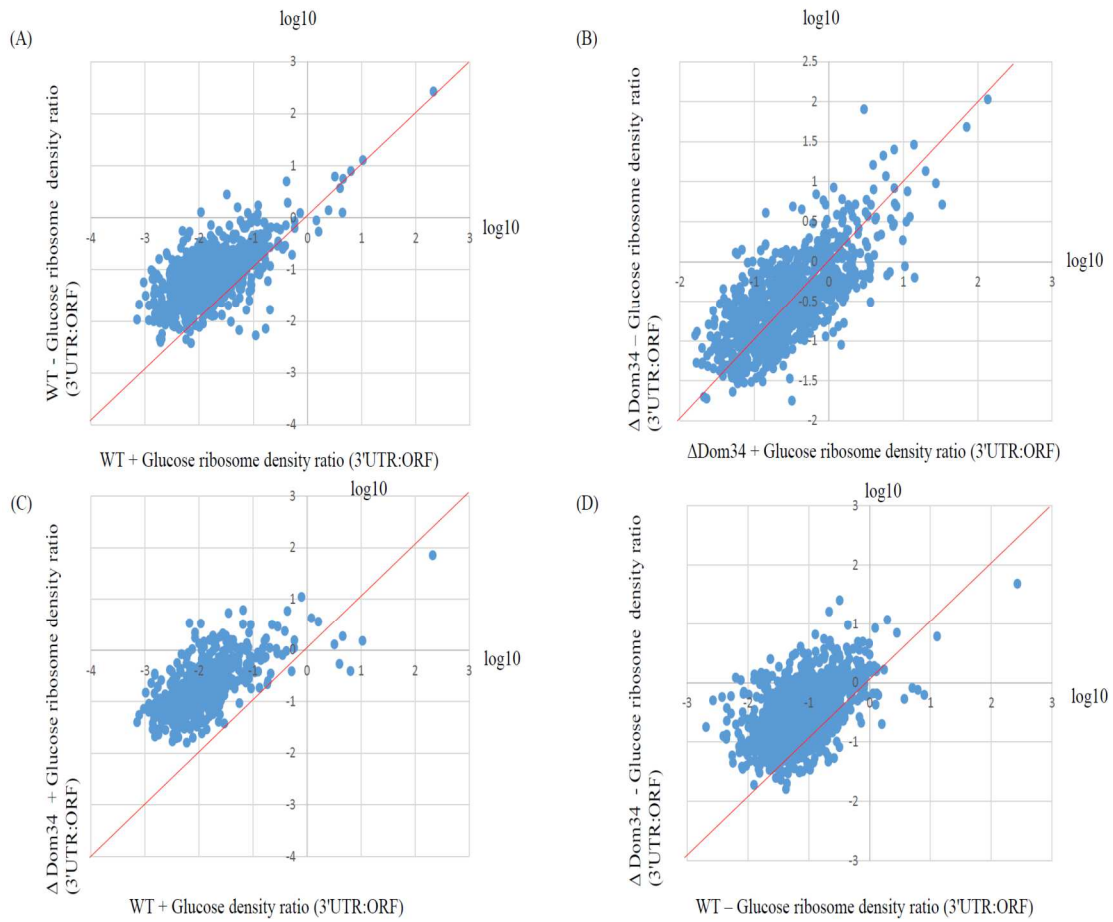 log10
(A)
3
2
1
0
-4
-3
-2
-1
0
1
2
3
-1
-2
-3
-4
log10
WT - Glucose ribosome density ratio
(3'UTR:ORF)
WT + Glucose ribosome density ratio (3'UTR:ORF)
log10
(B)
2.5
2
1.5
1
0.5
0
-2
-1
0
1
2
3
-0.5
-1
-1.5
-2
log10
Δ Dom34 – Glucose ribosome density ratio
(3'UTR:ORF)
ΔDom34 + Glucose ribosome density ratio (3'UTR:ORF)
log10
(C)
3
2
1
0
-4
-3
-2
-1
0
1
2
3
-1
-2
-3
-4
log10
Δ Dom34 + Glucose ribosome density ratio
(3'UTR:ORF)
WT + Glucose density ratio (3'UTR:ORF)
log10
(D)
3
2
1
0
-3
-2
-1
0
1
2
3
-1
-2
-3
log10
Δ Dom34 - Glucose ribosome density ratio
(3'UTR:ORF)
WT – Glucose ribosome density ratio (3'UTR:ORF)